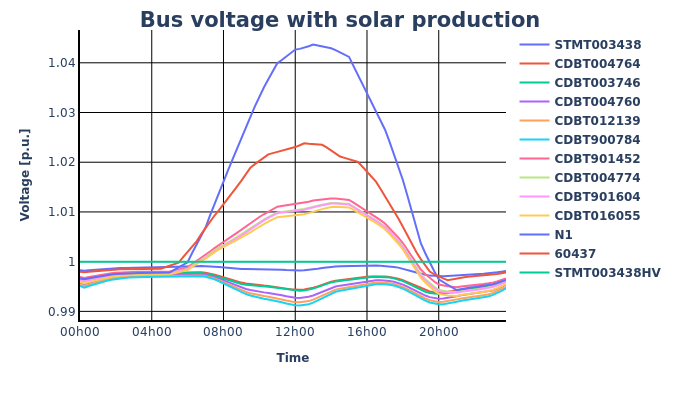 Bus voltage with solar production
Voltage [p.u.]
1.04
1.03
1.02
1.01
1
0.99
00h00
04h00
08h00
12h00
16h00
20h00
Time
STMT003438
CDBT004764
CDBT003746
CDBT004760
CDBT012139
CDBT900784
CDBT901452
CDBT004774
CDBT901604
CDBT016055
N1
60437
STMT003438HV